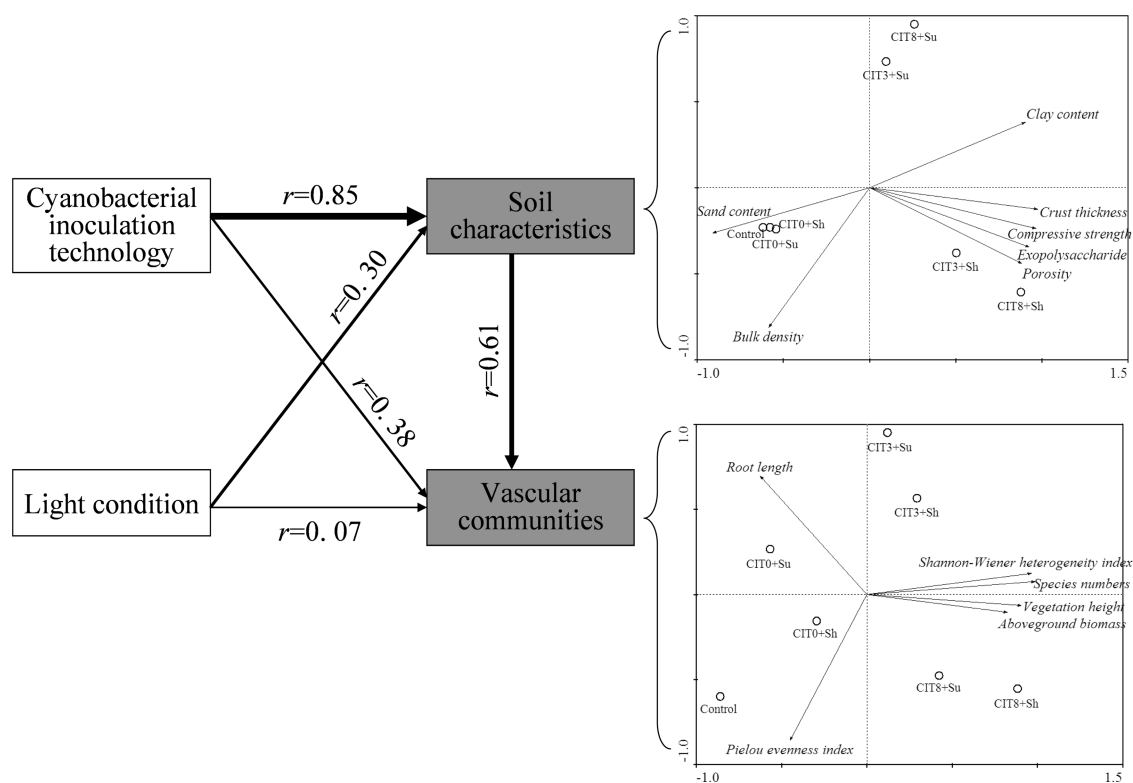 Cyanobacterial
inoculation
technology
Light condition
r=0.85
r=0. 30
r=0. 38
r=0. 07
r=0.61
Soil
characteristics
Vascular
communities
1.0
-1.0
-1.0
1.5
CIT8+Su
CIT3+Su
Clay content
Sand content
Control
CIT0+Sh
CIT0+Su
Crust thickness
Compressive strength
Exopolysaccharide
Porosity
CIT3+Sh
CIT8+Sh
Bulk density
1.0
-1.0
-1.0
1.5
CIT3+Su
Root length
CIT3+Sh
CIT0+Su
Shannon-Wiener heterogeneity index
Species numbers
Vegetation height
Aboveground biomass
CIT0+Sh
CIT8+Su
CIT8+Sh
Control
Pielou evenness index